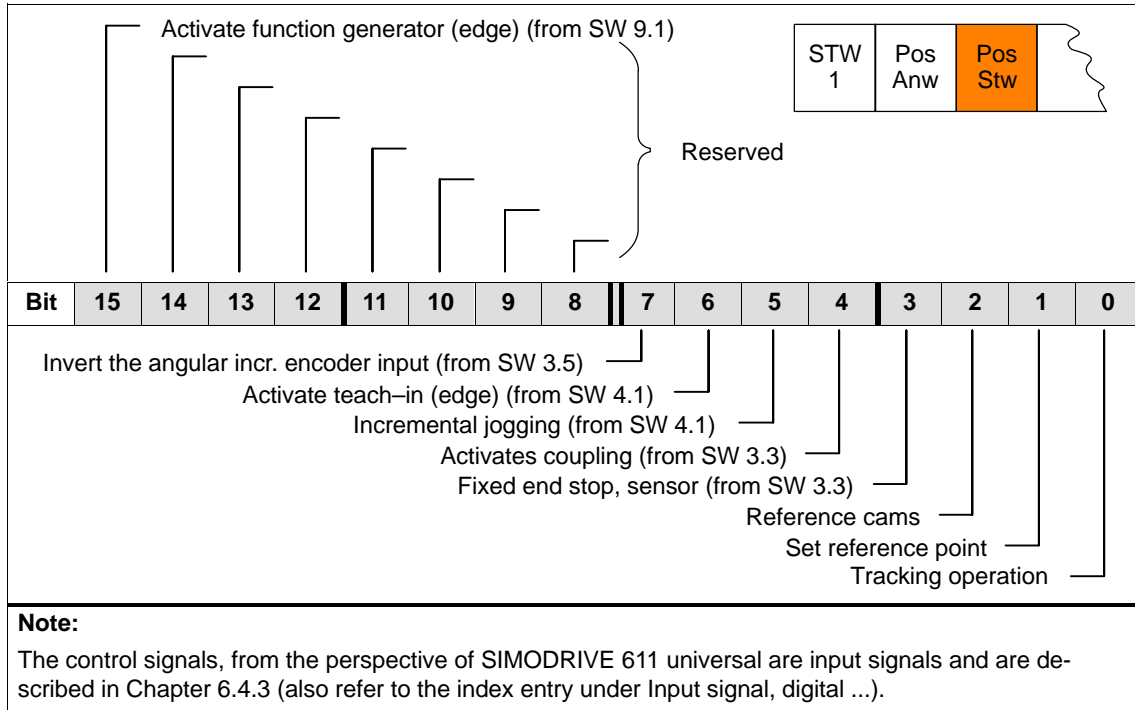 Activate function generator (edge) (from SW 9.1)
STW
1
Pos
Anw
Pos
Stw
Reserved
Bit 15 14 13 12 11 10 9 8 7 6 5 4 3 2 1 0
Invert the angular incr. encoder input (from SW 3.5)
Activate teach–in (edge) (from SW 4.1)
Incremental jogging (from SW 4.1)
Activates coupling (from SW 3.3)
Fixed end stop, sensor (from SW 3.3)
Reference cams
Set reference point
Tracking operation
Note:
The control signals, from the perspective of SIMODRIVE 611 universal are input signals and are de-
scribed in Chapter 6.4.3 (also refer to the index entry under Input signal, digital ...).